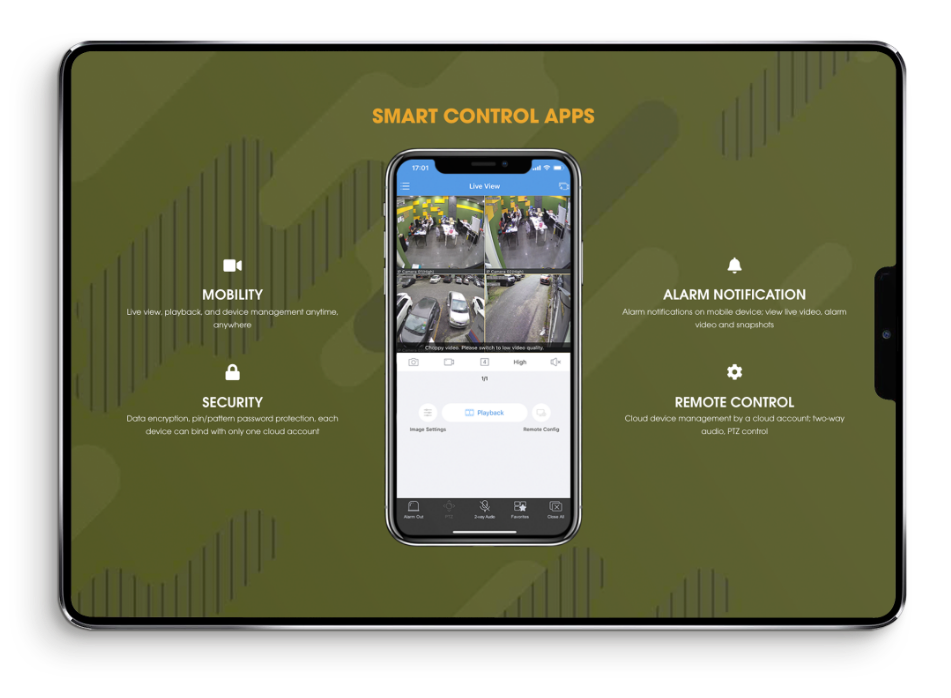 SMART CONTROL APPS
17:01
Live View
Choppy video. Please switch to low video quality.
4
High
1/1
Playback
Image Settings
Remote Config
Alarm Out
PTZ
2-way Audio
Favorites
Close All
MOBILITY
Live view, playback, and device management anytime,
anywhere
SECURITY
Data encryption, pin/pattern password protection, each
device can bind with only one cloud account
ALARM NOTIFICATION
Alarm notifications on mobile device; view live video, alarm
video and snapshots
REMOTE CONTROL
Cloud device management by a cloud account; two-way
audio, PTZ control